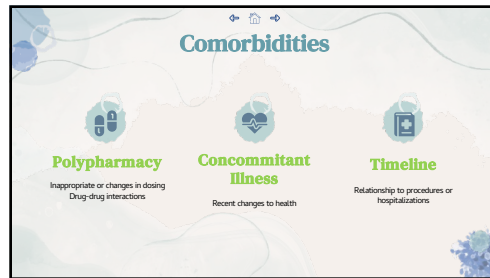 Comorbidities
Polypharmacy
Inappropriate or changes in dosing
Drug-drug interactions
Concommitant
Illness
Recent changes to health
Timeline
Relationship to procedures or
hospitalizations